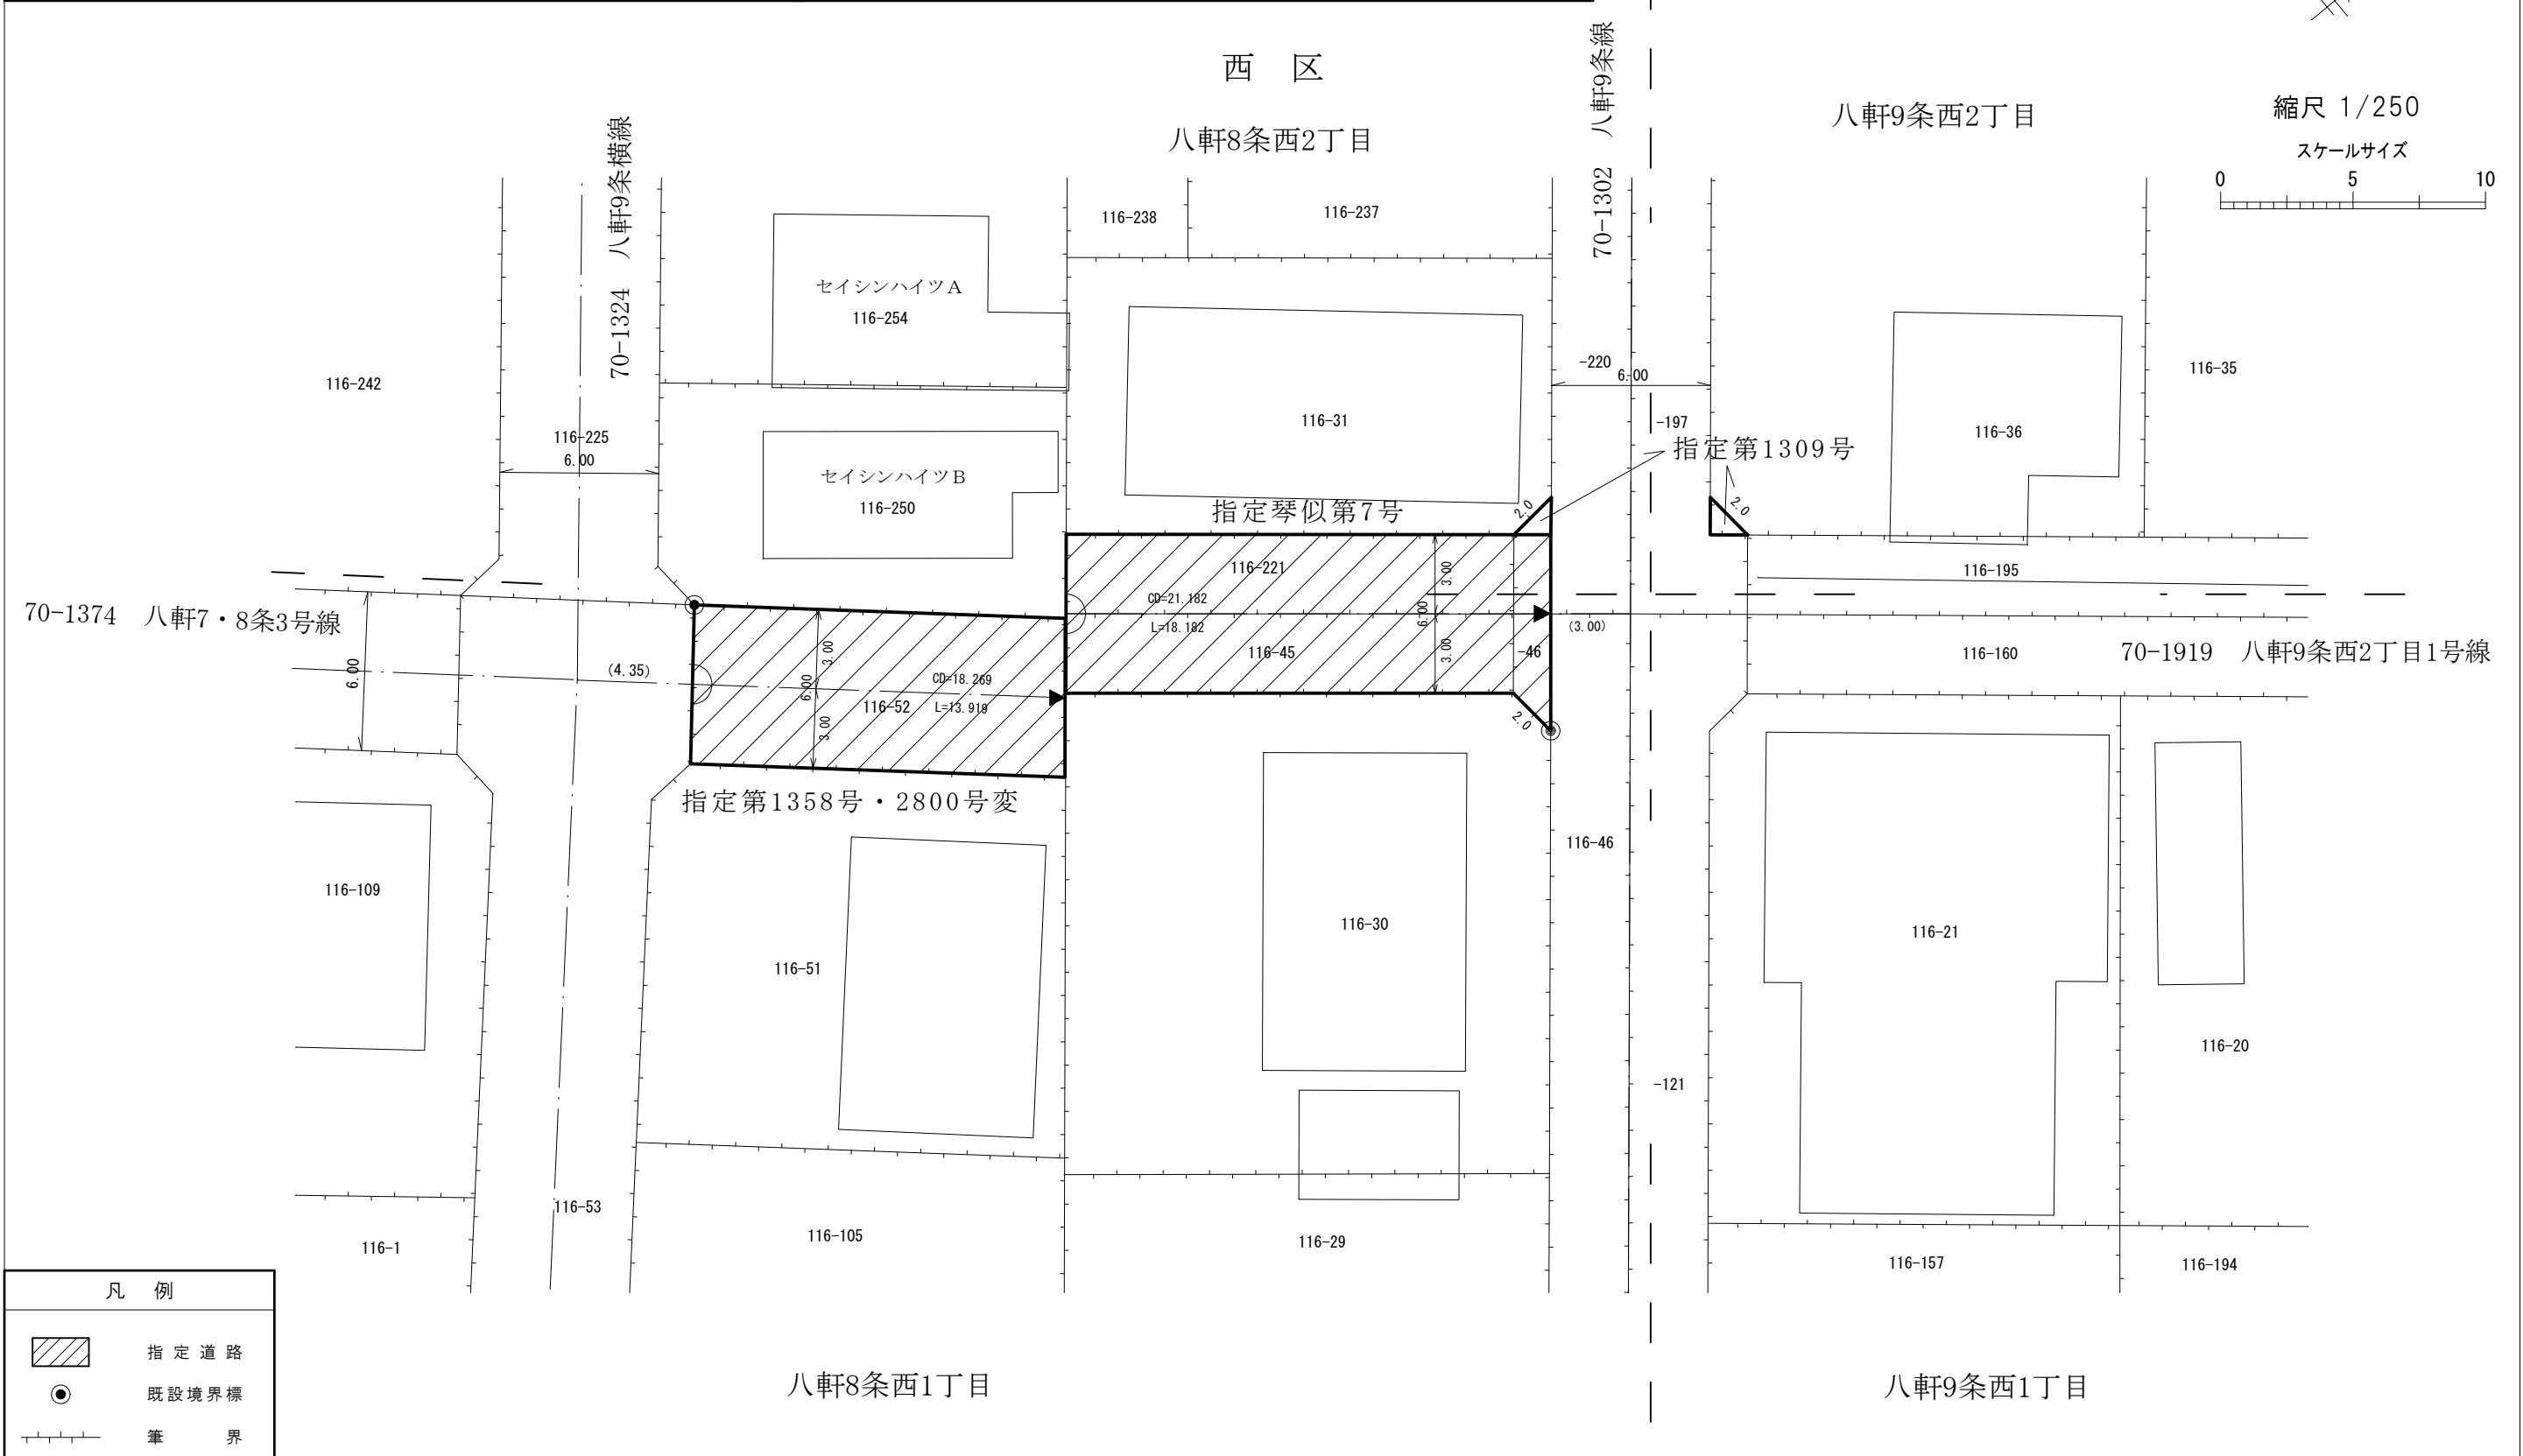 西 区
八軒8条西2丁目
八軒9条西2丁目
縮尺 1/250
スケールサイズ
0 5 10
70-1324 八軒9条横線
70-1302 八軒9条線
116-238
116-237
セイシンハイツA
116-254
-220
6.00
116-35
116-242
116-31
-197
116-36
116-225
6.00
指定第1309号
セイシンハイツB
116-250
指定琴似第7号
2.0
2.0
116-221
3.00
116-195
CD=21.182
6.00
L=18.182
(3.00)
70-1374 八軒7・8条3号線
116-45
3.00
-46
116-160
70-1919 八軒9条西2丁目1号線
6.00
(4.35)
3.00
CD=18.269
6.00
116-52
L=13.919
3.00
2.0
指定第1358号・2800号変
116-46
116-109
116-30
116-21
116-51
116-20
-121
116-53
116-105
116-1
116-29
116-157
116-194
凡 例
指定道路
既設境界標
筆 界
八軒8条西1丁目
八軒9条西1丁目